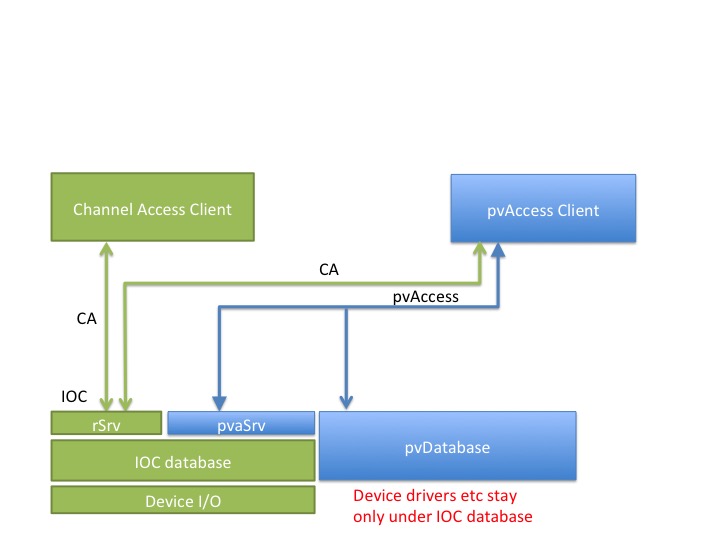 Channel Access Client
pvAccess Client
CA
pvAccess
CA
IOC
rSrv
pvaSrv
pvDatabase
IOC database
Device I/O
Device drivers etc stay
only under IOC database